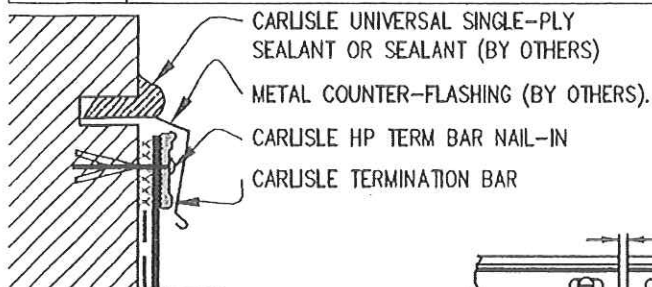 CARLISLE UNIVERSAL SINGLE-PLY
SEALANT OR SEALANT (BY OTHERS)
METAL COUNTER-FLASHING (BY OTHERS).
CARLISLE HP TERM BAR NAIL-IN
CARLISLE TERMINATION BAR